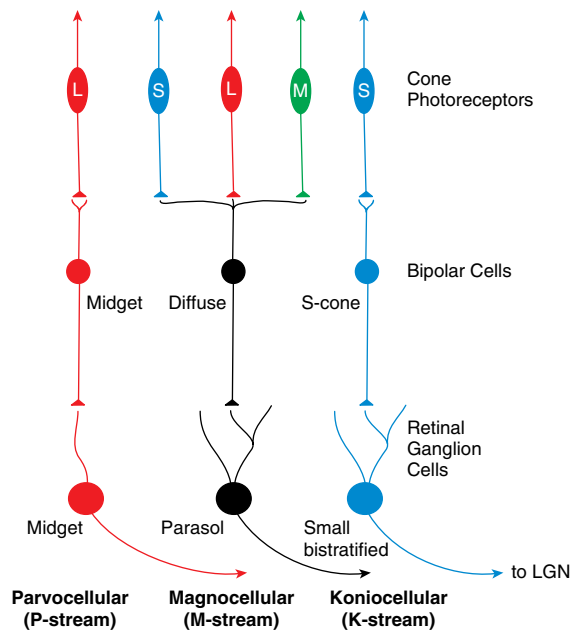 L
S
L
M
S
Cone
Photoreceptors
Bipolar Cells
Midget
Diffuse
S-cone
Retinal
Ganglion
Cells
Midget
Parasol
Small
bistratified
to LGN
Parvocellular
(P-stream)
Magnocellular
(M-stream)
Koniocellular
(K-stream)